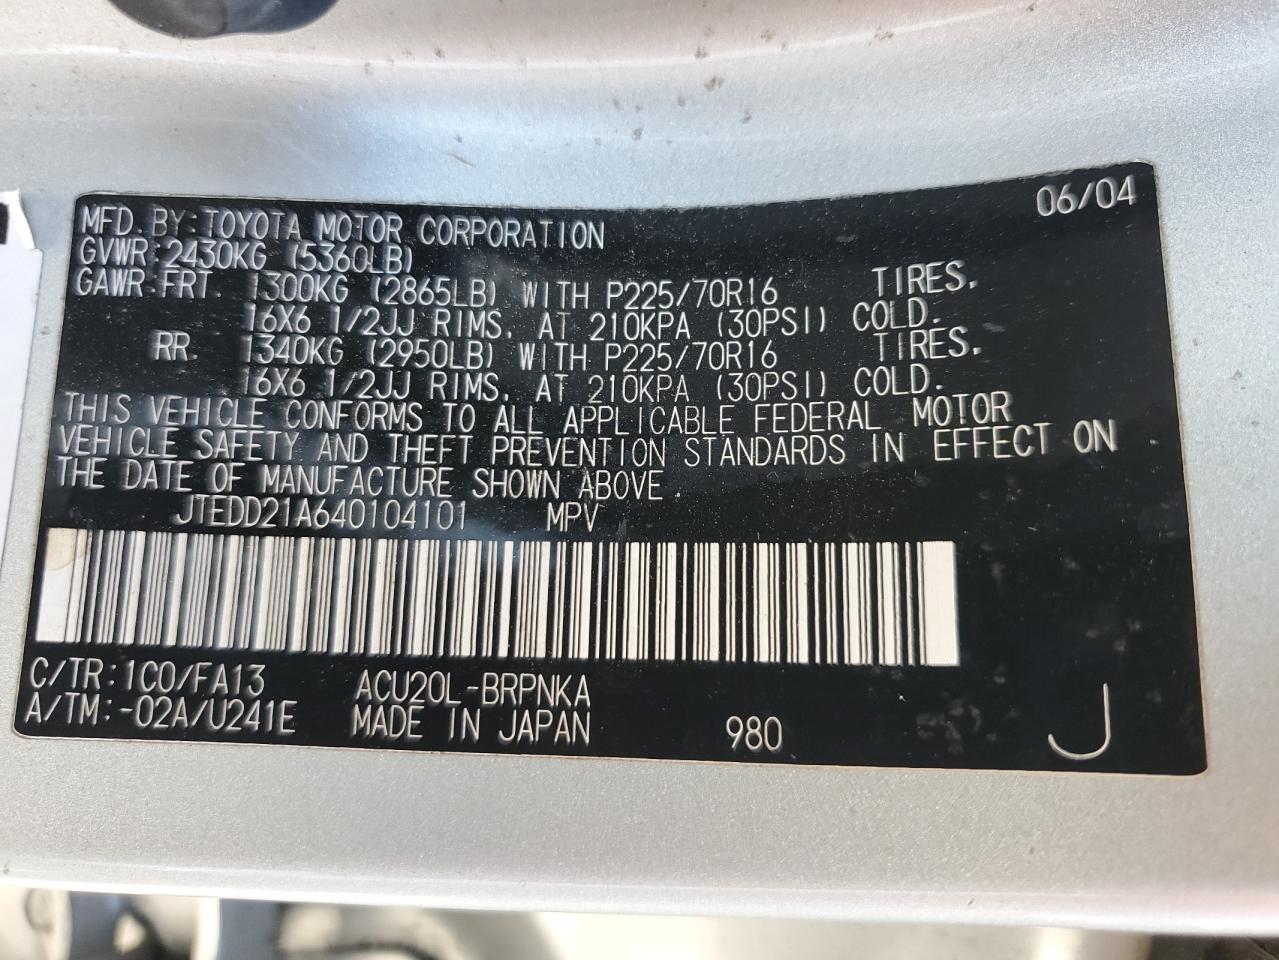 06/04
MFD. BY: TOYOTA MOTOR CORPORATION
GVWR: 2430KG (5360LB)
GAWR: FRT. 1300KG (2865LB) WITH P225/70R16 TIRES.
16X6 1/2JJ RIMS. AT 210KPA (30PSI) COLD.
RR. 1340KG (2950LB) WITH P225/70R16 TIRES.
16X6 1/2JJ RIMS. AT 210KPA (30PSI) COLD.
THIS VEHICLE CONFORMS TO ALL APPLICABLE FEDERAL MOTOR
VEHICLE SAFETY AND THEFT PREVENTION STANDARDS IN EFFECT ON
THE DATE OF MANUFACTURE SHOWN ABOVE.
JTEDD21A640104101 MPV
C/TR: 1C0/FA13 ACU20L-BRPNKA
A/TM: -02A/U241E MADE IN JAPAN 980 J